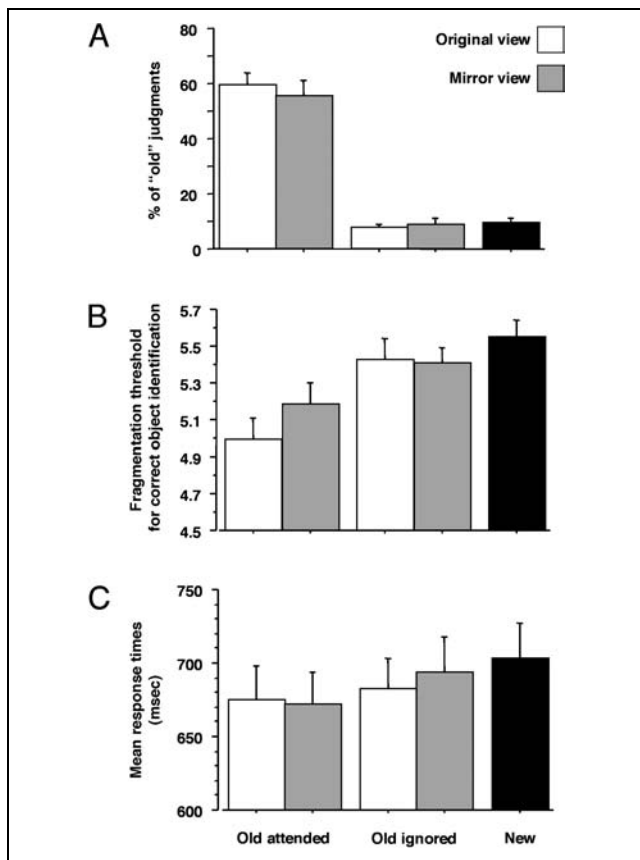 A
Original view
Mirror view
% of “old” judgments
60
40
20
10
0
B
Fragmentation threshold
for correct object identification
5.7
5.5
5.3
5.1
4.9
4.7
4.5
C
Mean response times
(msec)
750
700
650
600
Old attended
Old ignored
New